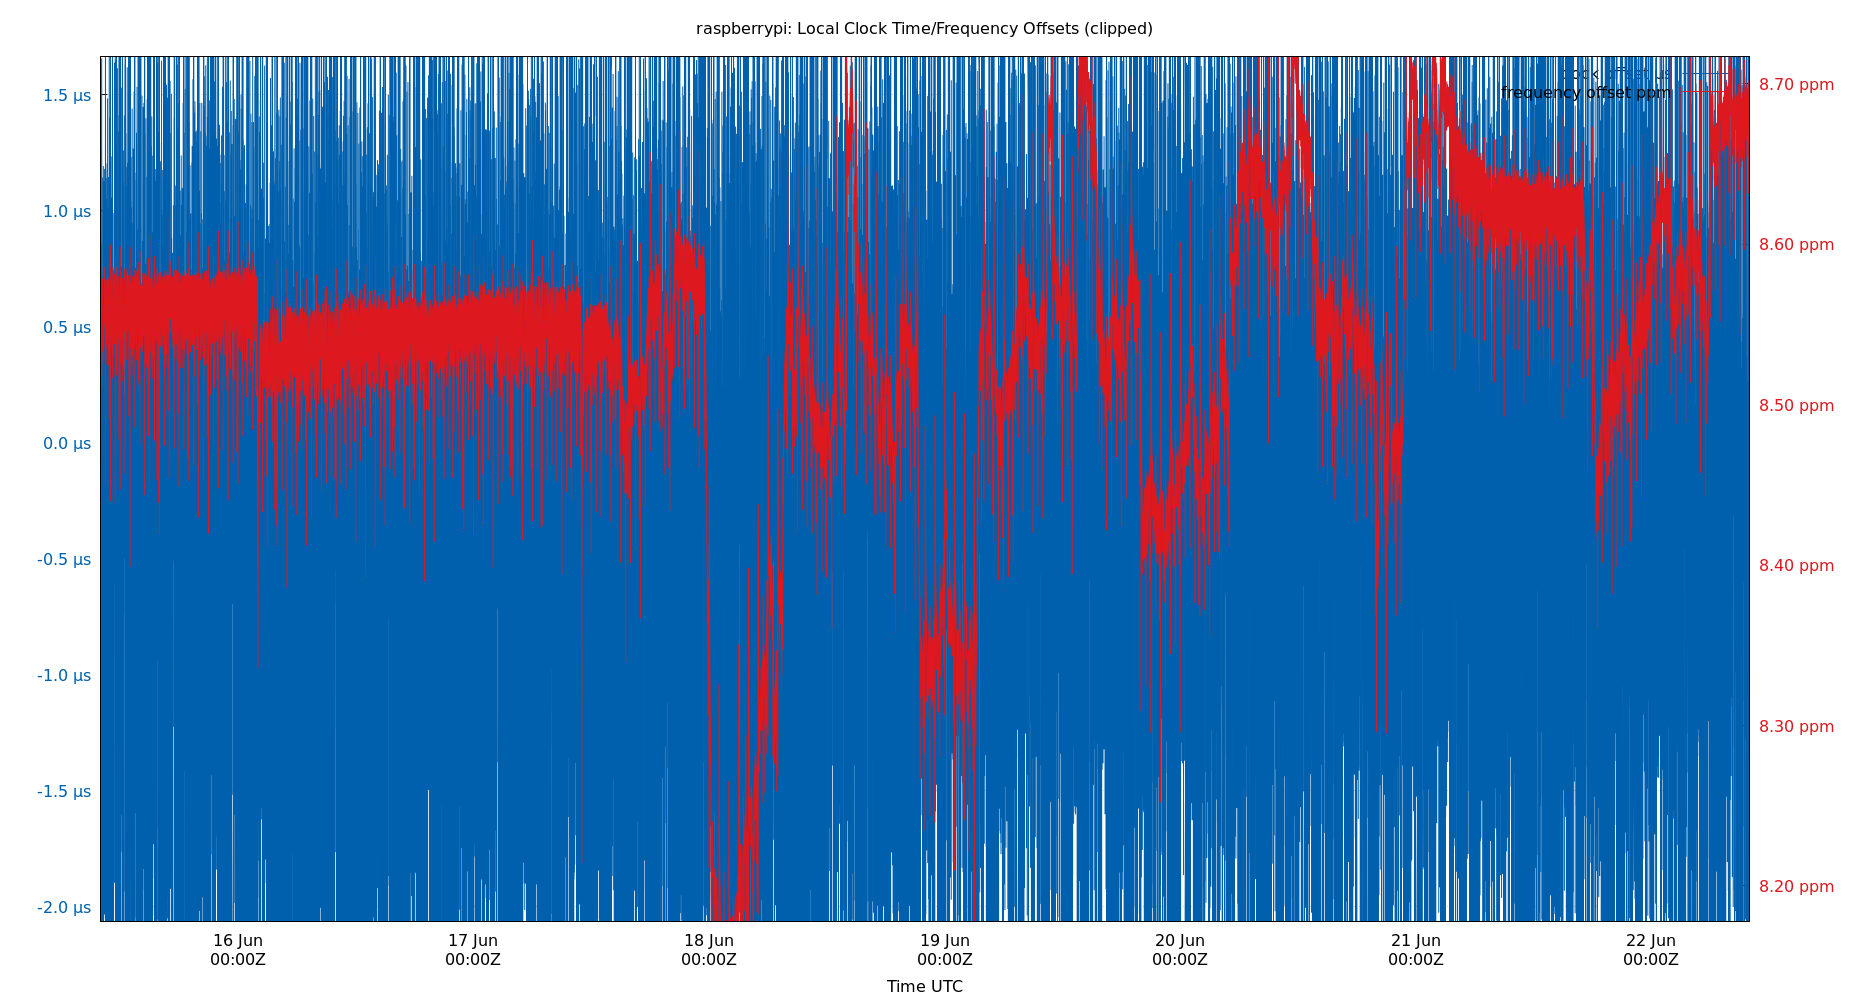 raspberrypi: Local Clock Time/Frequency Offsets (clipped)
clock offset µs
frequency offset ppm
1.5 µs
1.0 µs
0.5 µs
0.0 µs
-0.5 µs
-1.0 µs
-1.5 µs
-2.0 µs
8.70 ppm
8.60 ppm
8.50 ppm
8.40 ppm
8.30 ppm
8.20 ppm
16 Jun
00:00Z
17 Jun
00:00Z
18 Jun
00:00Z
19 Jun
00:00Z
20 Jun
00:00Z
21 Jun
00:00Z
22 Jun
00:00Z
Time UTC